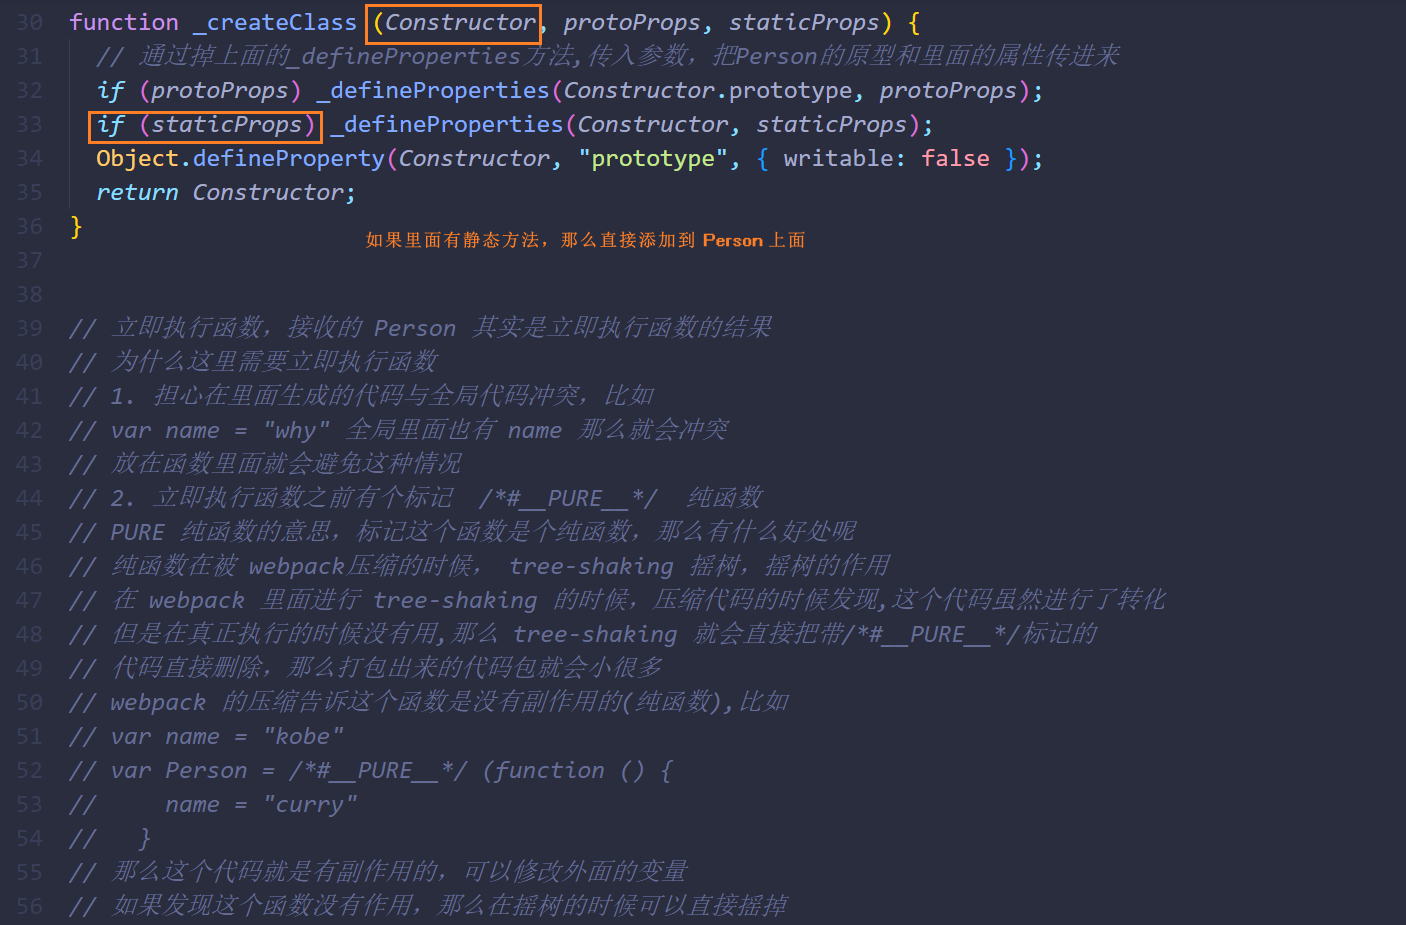 30 function _createClass (Constructor, protoProps, staticProps) {
31 // 通过掉上面的_defineProperties方法,传入参数，把Person的原型和里面的属性传进来
32 if (protoProps) _defineProperties(Constructor.prototype, protoProps);
33 if (staticProps) _defineProperties(Constructor, staticProps);
34 Object.defineProperty(Constructor, "prototype", { writable: false });
35 return Constructor;
36 }
如果里面有静态方法，那么直接添加到 Person 上面
37
38
39 // 立即执行函数，接收的 Person 其实是立即执行函数的结果
40 // 为什么这里需要立即执行函数
41 // 1. 担心在里面生成的代码与全局代码冲突，比如
42 // var name = "why" 全局里面也有 name 那么就会冲突
43 // 放在函数里面就会避免这种情况
44 // 2. 立即执行函数之前有个标记 /*#__PURE__*/ 纯函数
45 // PURE 纯函数的意思，标记这个函数是个纯函数，那么有什么好处呢
46 // 纯函数在被 webpack压缩的时候， tree-shaking 摇树，摇树的作用
47 // 在 webpack 里面进行 tree-shaking 的时候，压缩代码的时候发现,这个代码虽然进行了转化
48 // 但是在真正执行的时候没有用,那么 tree-shaking 就会直接把带/*#__PURE__*/标记的
49 // 代码直接删除，那么打包出来的代码包就会小很多
50 // webpack 的压缩告诉这个函数是没有副作用的(纯函数),比如
51 // var name = "kobe"
52 // var Person = /*#__PURE__*/ (function () {
53 // name = "curry"
54 // }
55 // 那么这个代码就是有副作用的，可以修改外面的变量
56 // 如果发现这个函数没有作用，那么在摇树的时候可以直接摇掉